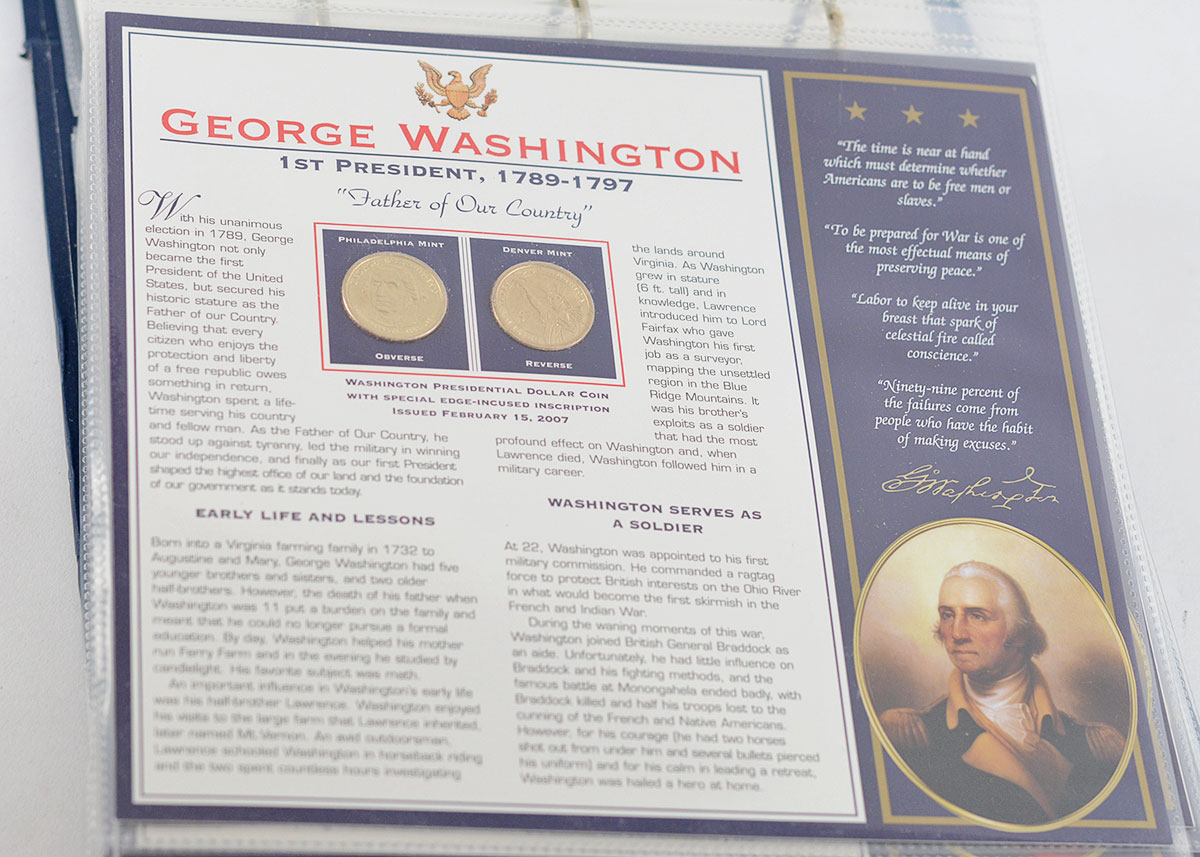 George Washington
1st President, 1789-1797
"Father of Our Country"
With his unanimous
election in 1789, George
Washington not only
became the first
President of the United
States, but secured his
historic stature as the
Father of our Country.
Believing that every
citizen who enjoys the
protection and liberty
of a free republic owes
something in return,
Washington spent a life-
time serving his country
and fellow man. As the Father of Our Country, he
stood up against tyranny, led the military in winning
our independence, and finally as our first President
shaped the highest office of our land and the foundation
of our government as it stands today.
Early Life and Lessons
Born into a Virginia farming family in 1732 to
Augustine and Mary, George Washington had five
younger brothers and sisters, and two older
half-brothers. However, the death of his father when
Washington was 11 put a burden on the family and
meant that he could no longer pursue a formal
education. By day, Washington helped his mother
run Ferry Farm and in the evening he studied by
candlelight. His favorite subject was math.
An important influence in Washington's early life
was his half-brother Lawrence. Washington enjoyed
his visits to the large farm that Lawrence inherited,
later named Mt. Vernon. An avid outdoorsman,
Lawrence schooled Washington in horseback riding
and the two spent countless hours investigating
Philadelphia Mint
Obverse
Denver Mint
Reverse
Washington Presidential Dollar Coin
with special edge-incused inscription
Issued February 15, 2007
the lands around
Virginia. As Washington
grew in stature
(6 ft. tall) and in
knowledge, Lawrence
introduced him to Lord
Fairfax who gave
Washington his first
job as a surveyor,
mapping the unsettled
region in the Blue
Ridge Mountains. It
was his brother's
exploits as a soldier
that had the most
profound effect on Washington and, when
Lawrence died, Washington followed him in a
military career.
Washington Serves as
a Soldier
At 22, Washington was appointed to his first
military commission. He commanded a ragtag
force to protect British interests on the Ohio River
in what would become the first skirmish in the
French and Indian War.
During the waning moments of this war,
Washington joined British General Braddock as
an aide. Unfortunately, he had little influence on
Braddock and his fighting methods, and the
famous battle at Monongahela ended badly, with
Braddock killed and half his troops lost to the
cunning of the French and Native Americans.
However, for his courage (he had two horses
shot out from under him and several bullets pierced
his uniform) and for his calm in leading a retreat,
Washington was hailed a hero at home.
"The time is near at hand
which must determine whether
Americans are to be free men or
slaves."
"To be prepared for War is one of
the most effectual means of
preserving peace."
"Labor to keep alive in your
breast that spark of
celestial fire called
conscience."
"Ninety-nine percent of
the failures come from
people who have the habit
of making excuses."
G:Washington